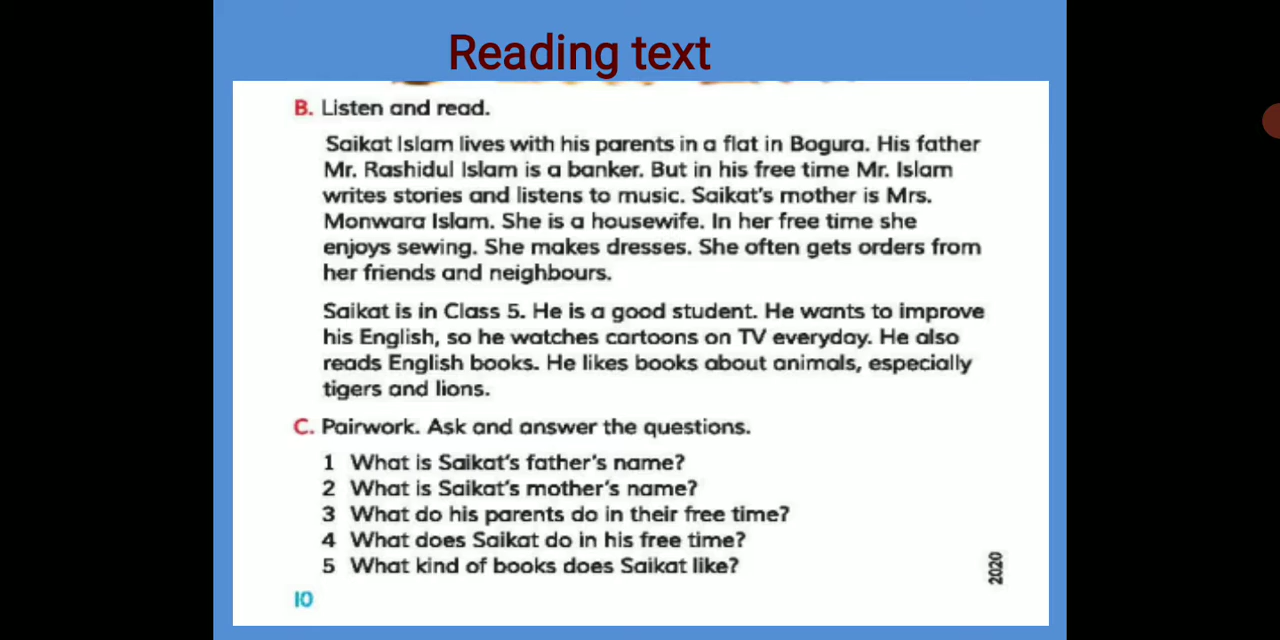 Reading text
B. Listen and read.
Saikat Islam lives with his parents in a flat in Bogura. His father
Mr. Rashidul Islam is a banker. But in his free time Mr. Islam
writes stories and listens to music. Saikat's mother is Mrs.
Monwara Islam. She is a housewife. In her free time she
enjoys sewing. She makes dresses. She often gets orders from
her friends and neighbours.
Saikat is in Class 5. He is a good student. He wants to improve
his English, so he watches cartoons on TV everyday. He also
reads English books. He likes books about animals, especially
tigers and lions.
C. Pairwork. Ask and answer the questions.
1 What is Saikat's father's name?
2 What is Saikat's mother's name?
3 What do his parents do in their free time?
4 What does Saikat do in his free time?
5 What kind of books does Saikat like?
2020
10